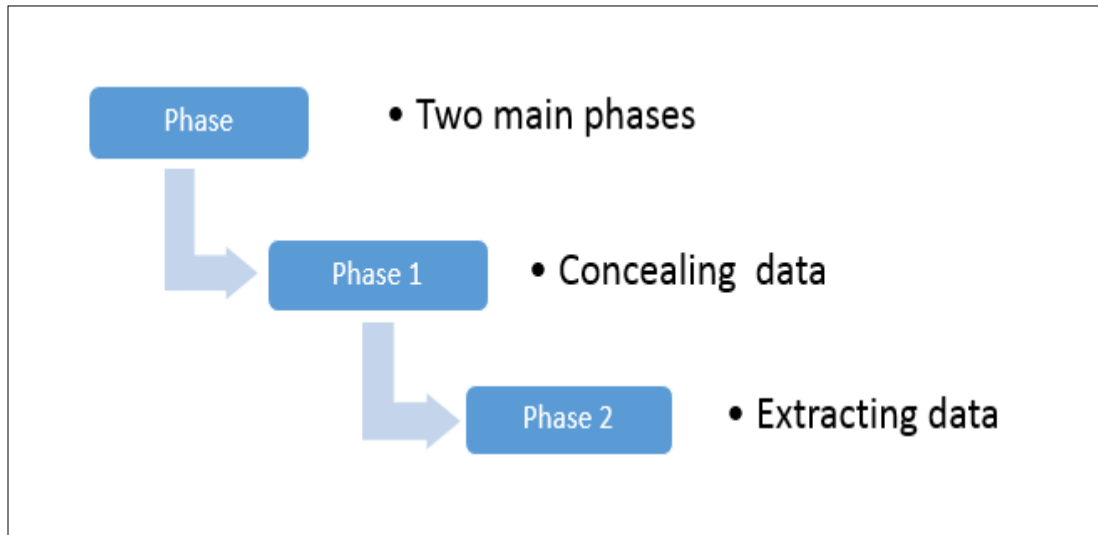 Phase
• Two main phases
Phase 1
• Concealing data
Phase 2
• Extracting data